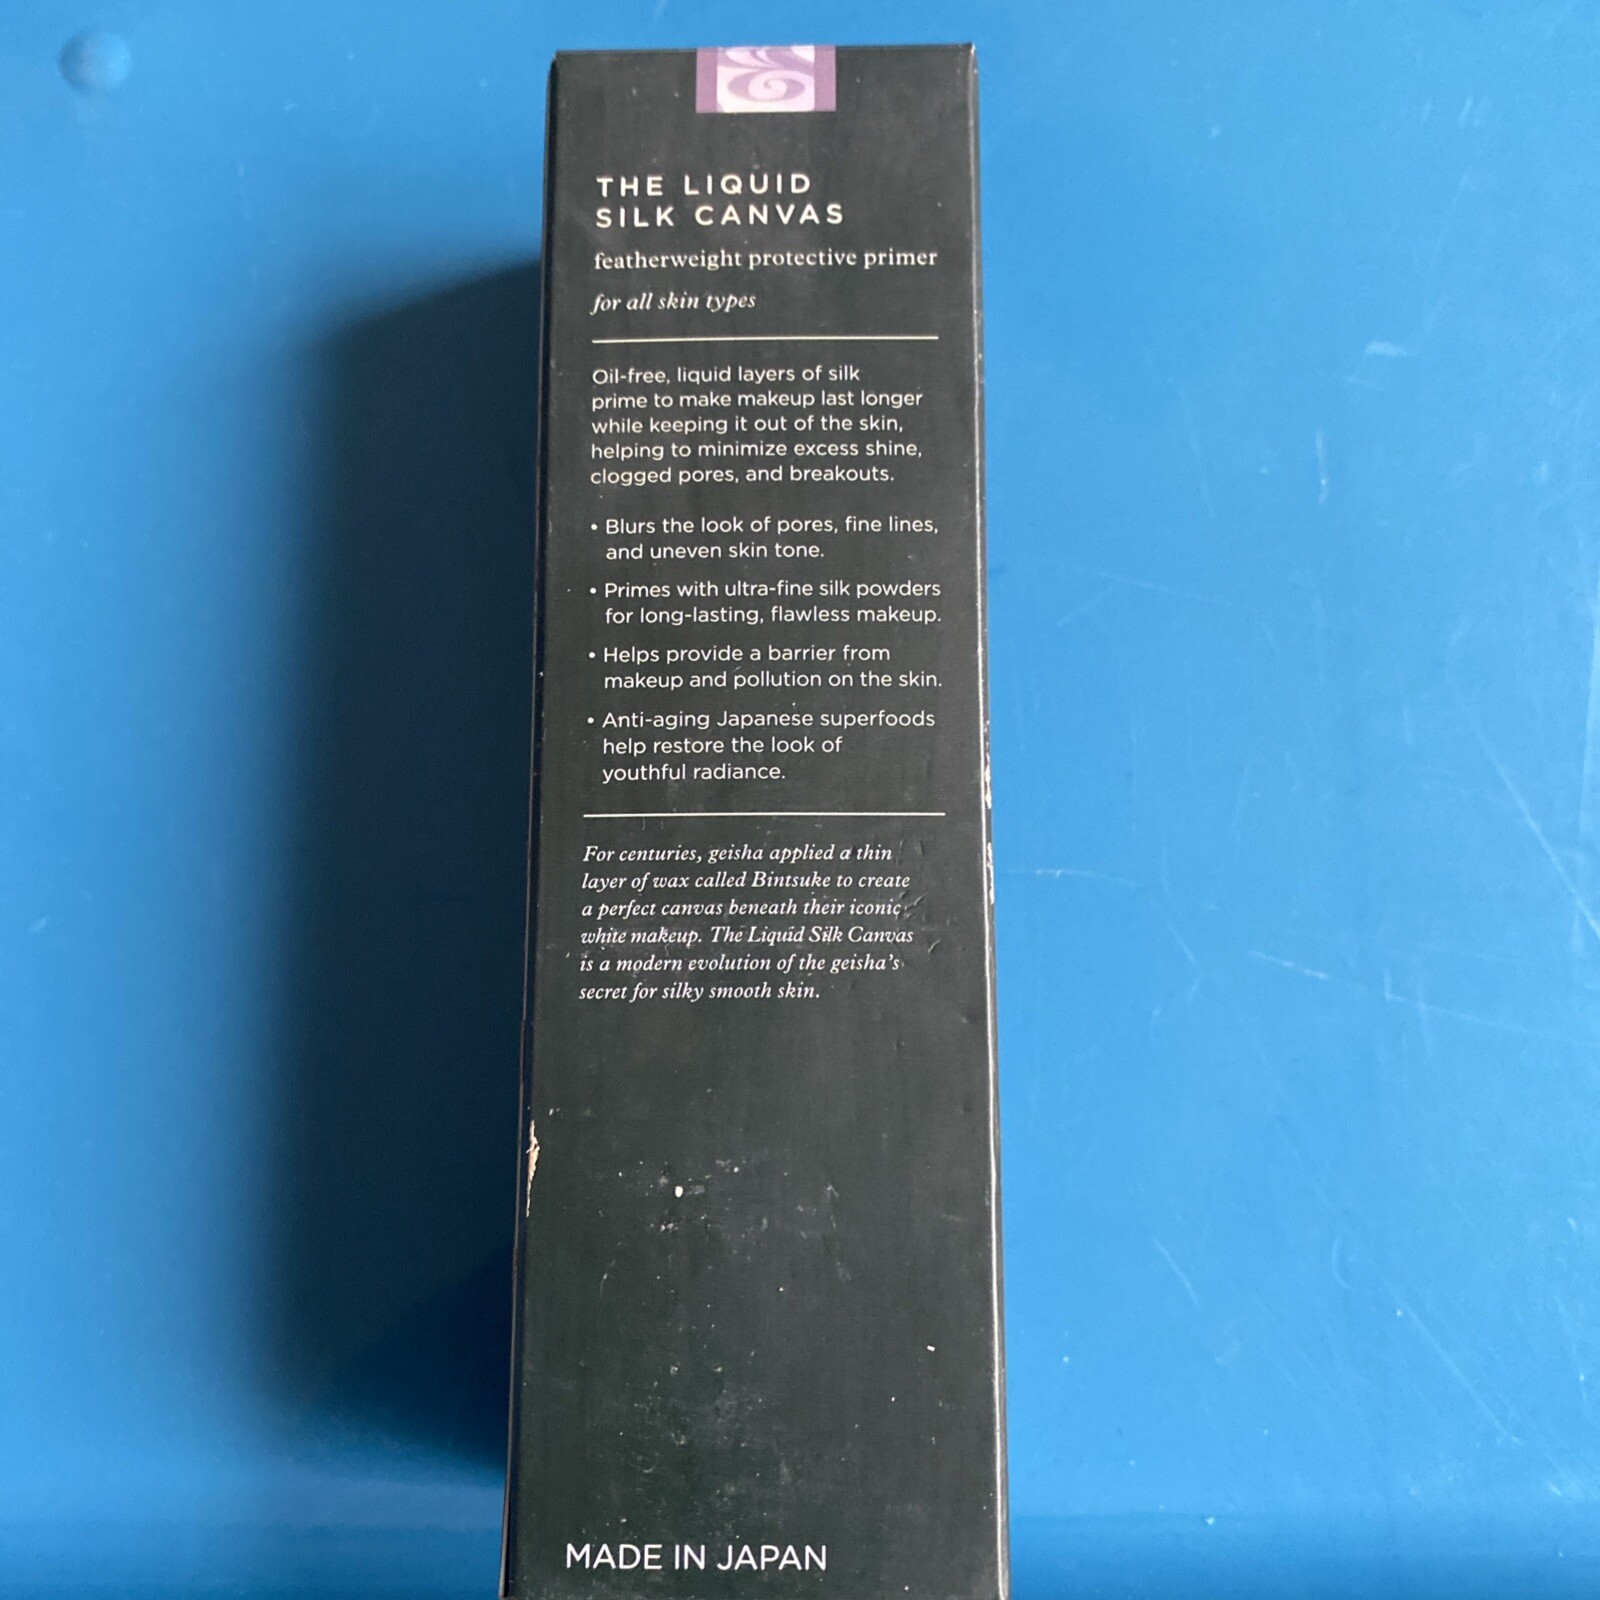 THE LIQUID
SILK CANVAS
featherweight protective primer
for all skin types
Oil-free, liquid layers of silk
prime to make makeup last longer
while keeping it out of the skin,
helping to minimize excess shine,
clogged pores, and breakouts.
• Blurs the look of pores, fine lines,
and uneven skin tone.
• Primes with ultra-fine silk powders
for long-lasting, flawless makeup.
• Helps provide a barrier from
makeup and pollution on the skin.
• Anti-aging Japanese superfoods
help restore the look of
youthful radiance.
For centuries, geisha applied a thin
layer of wax called Bintsuke to create
a perfect canvas beneath their iconic
white makeup. The Liquid Silk Canvas
is a modern evolution of the geisha's
secret for silky smooth skin.
MADE IN JAPAN